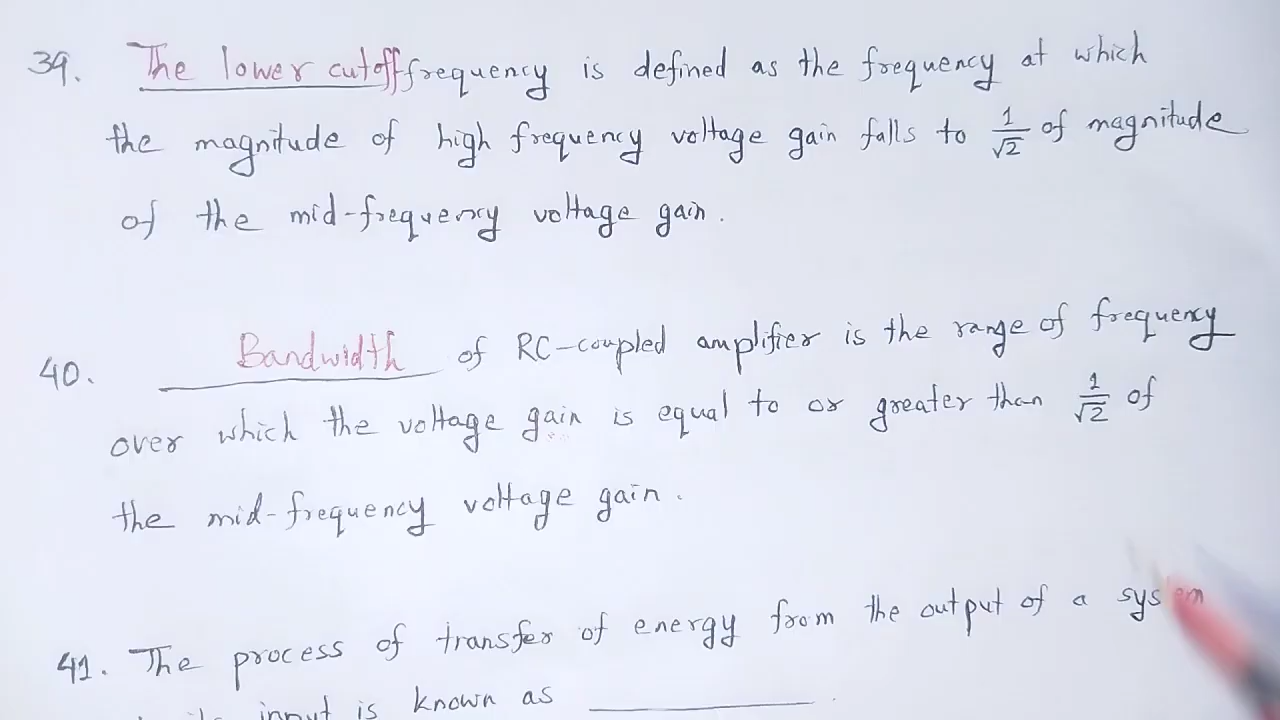 39. The lower cutoff frequency is defined as the frequency at which
the magnitude of high frequency voltage gain falls to 1/√2 of magnitude
of the mid-frequency voltage gain.
40. Bandwidth of RC-coupled amplifier is the range of frequency
over which the voltage gain is equal to or greater than 1/√2 of
the mid-frequency voltage gain.
41. The process of transfer of energy from the output of a system
input is known as ________.